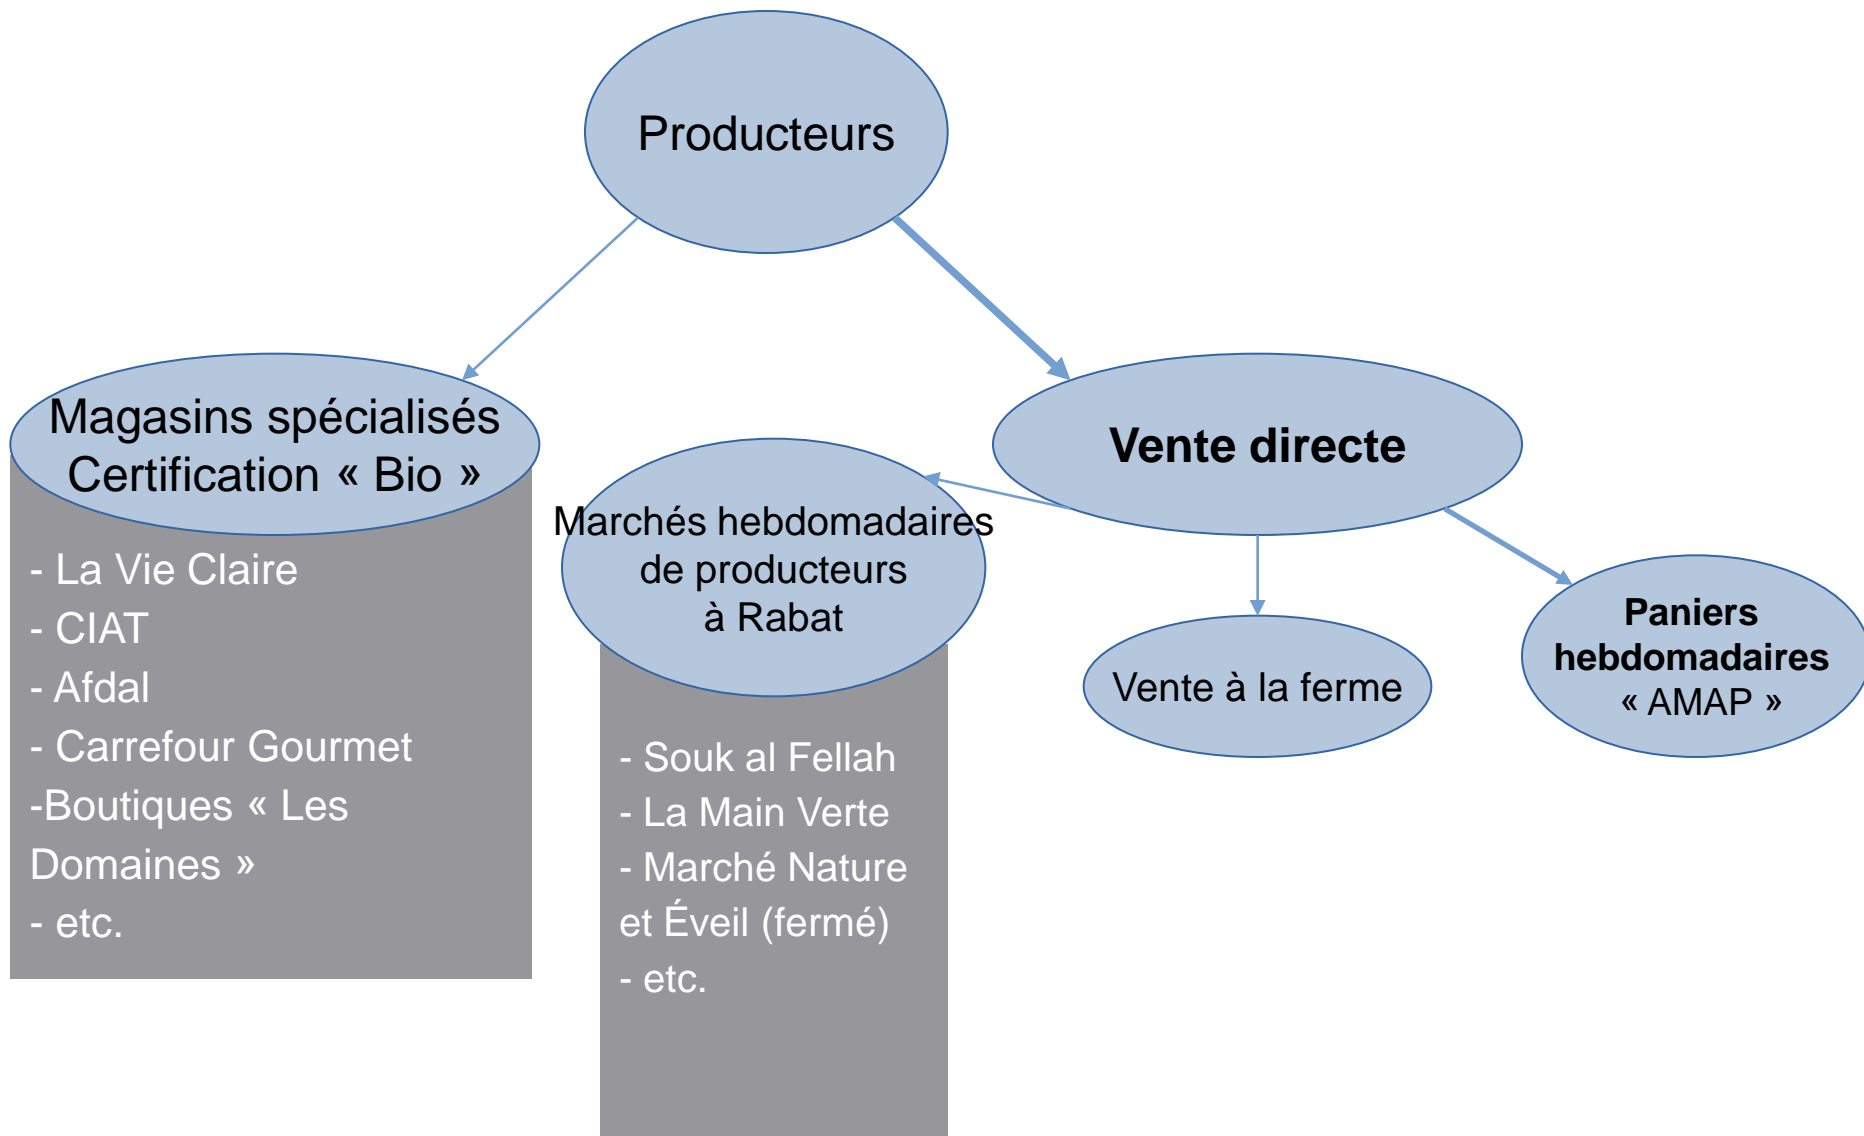 Producteurs
Magasins spécialisés
Certification « Bio »
- La Vie Claire
- CIAT
- Afdal
- Carrefour Gourmet
-Boutiques « Les
Domaines »
- etc.
Vente directe
Marchés hebdomadaires
de producteurs
à Rabat
- Souk al Fellah
- La Main Verte
- Marché Nature
et Éveil (fermé)
- etc.
Vente à la ferme
Paniers
hebdomadaires
« AMAP »